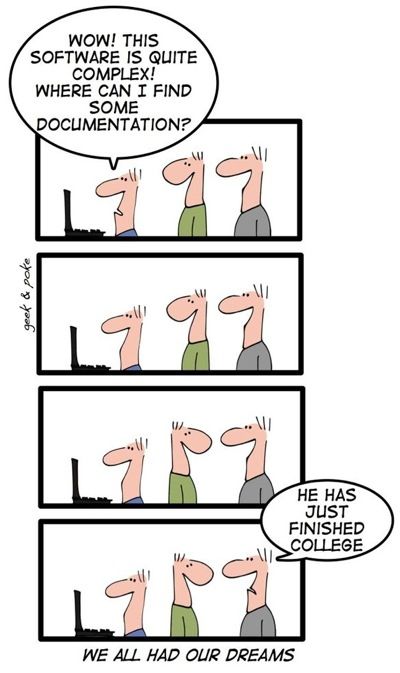 WOW! THIS
SOFTWARE IS QUITE
COMPLEX!
WHERE CAN I FIND
SOME
DOCUMENTATION?
geek & poke
HE HAS
JUST
FINISHED
COLLEGE
WE ALL HAD OUR DREAMS